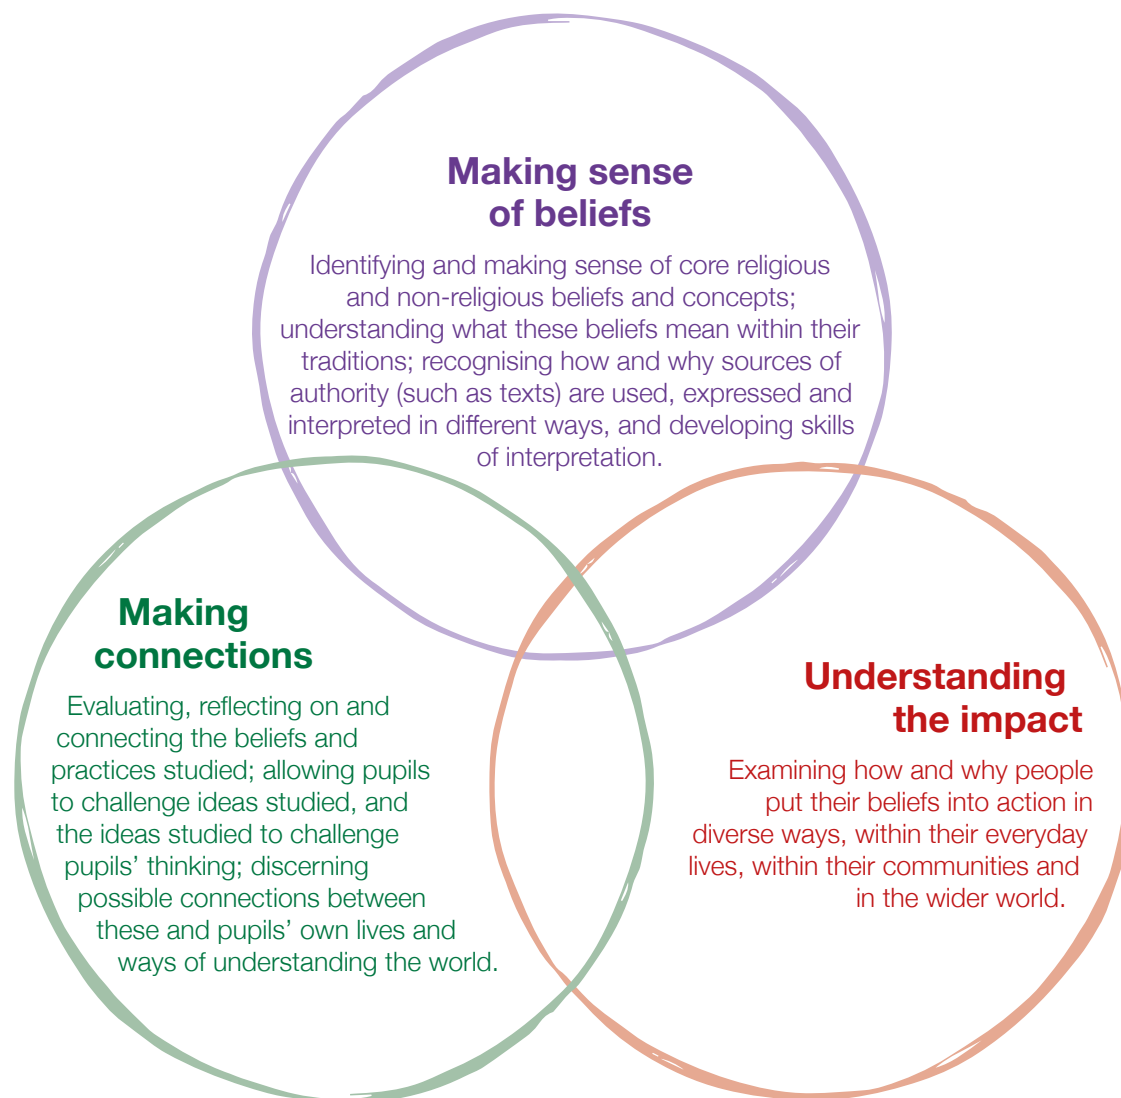 Making sense
of beliefs
Identifying and making sense of core religious
and non-religious beliefs and concepts;
understanding what these beliefs mean within their
traditions; recognising how and why sources of
authority (such as texts) are used, expressed and
interpreted in different ways, and developing skills
of interpretation.
Making
connections
Evaluating, reflecting on and
connecting the beliefs and
practices studied; allowing pupils
to challenge ideas studied, and
the ideas studied to challenge
pupils’ thinking; discerning
possible connections between
these and pupils’ own lives and
ways of understanding the world.
Understanding
the impact
Examining how and why people
put their beliefs into action in
diverse ways, within their everyday
lives, within their communities and
in the wider world.